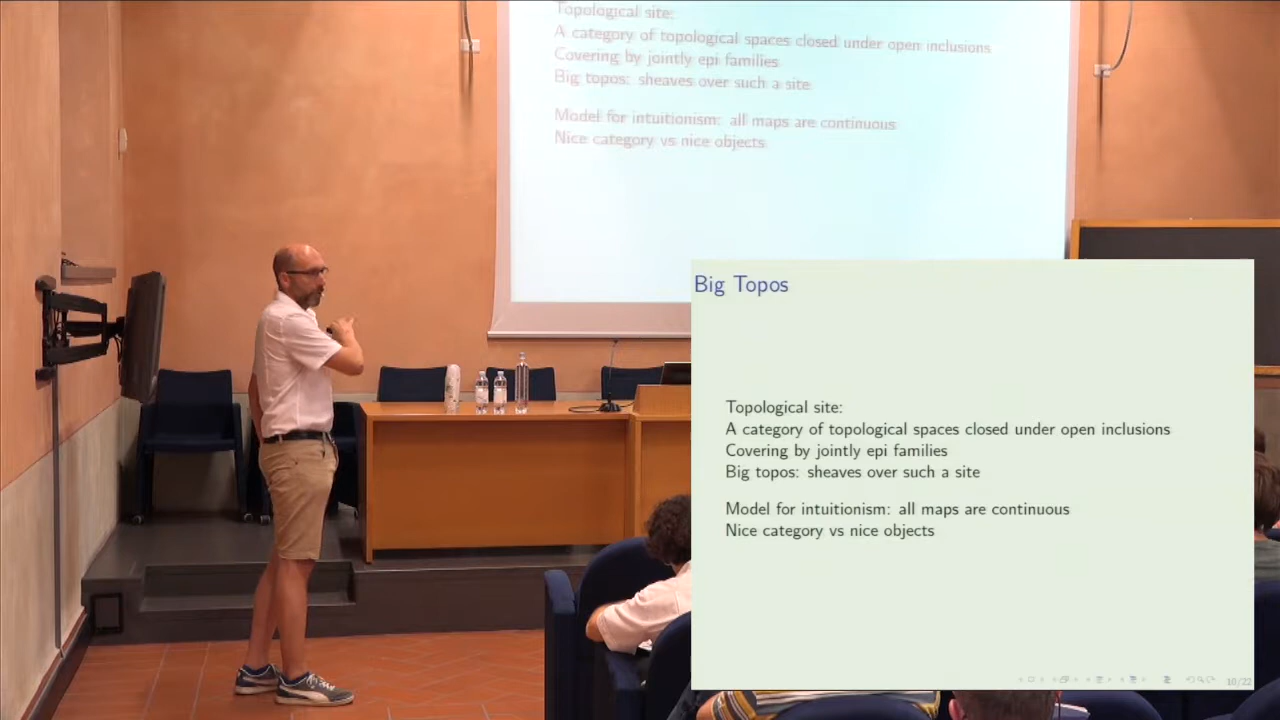 Topological site:
A category of topological spaces closed under open inclusions
Covering by jointly epi families
Big topos: sheaves over such a site
Model for intuitionism: all maps are continuous
Nice category vs nice objects
Big Topos
Topological site:
A category of topological spaces closed under open inclusions
Covering by jointly epi families
Big topos: sheaves over such a site
Model for intuitionism: all maps are continuous
Nice category vs nice objects
10/22